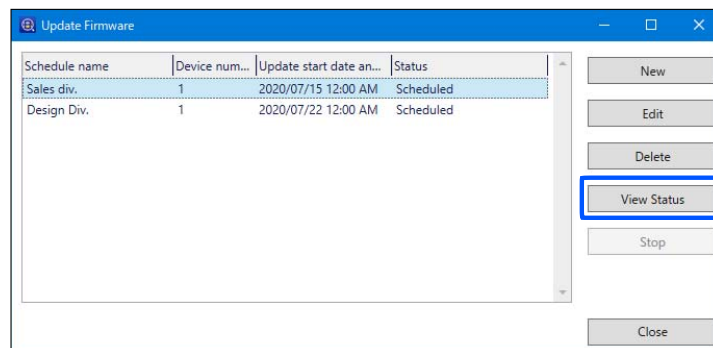 Update Firmware
Schedule name Device num... Update start date an... Status
Sales div. 1 2020/07/15 12:00 AM Scheduled
Design Div. 1 2020/07/22 12:00 AM Scheduled
New
Edit
Delete
View Status
Stop
Close